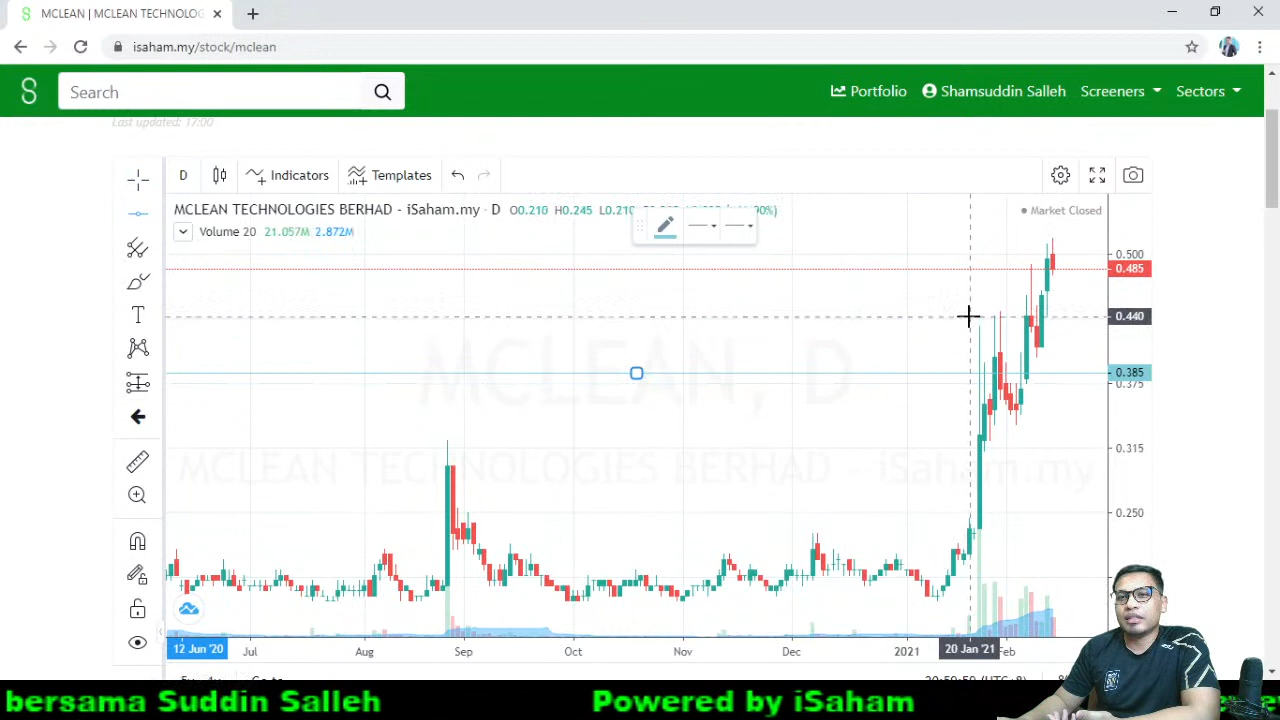 MCLEAN | MCLEAN TECHNOLOG
isaham.my/stock/mclean
Search
Portfolio
Shamsuddin Salleh
Screeners
Sectors
Last updated: 17:00
D
Indicators
Templates
MCLEAN TECHNOLOGIES BERHAD - iSaham.my · D O0.210 H0.245 L0.210
Market Closed
Volume 20 21.057M 2.872M
0.500
0.485
0.440
MCLEAN, D
0.385
0.375
0.315
MCLEAN TECHNOLOGIES BERHAD - iSaham.my
0.250
12 Jun '20
Jul
Aug
Sep
Oct
Nov
Dec
2021
20 Jan '21
Feb
bersama Suddin Salleh
Powered by iSaham